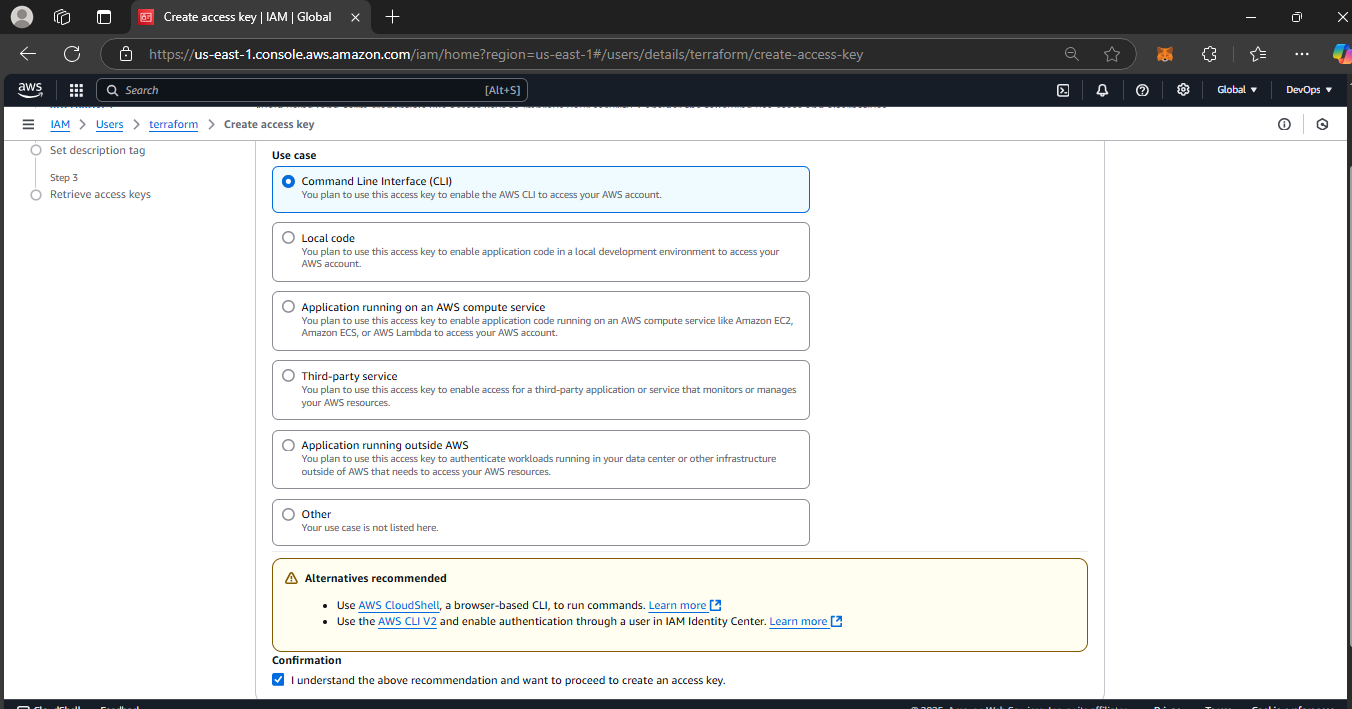 Create access key | IAM | Global
https://us-east-1.console.aws.amazon.com/iam/home?region=us-east-1#/users/details/terraform/create-access-key
aws
Search
[Alt+S]
Global
DevOps
IAM
Users
terraform
Create access key
Set description tag
Step 3
Retrieve access keys
Use case
Command Line Interface (CLI)
You plan to use this access key to enable the AWS CLI to access your AWS account.
Local code
You plan to use this access key to enable application code in a local development environment to access your
AWS account.
Application running on an AWS compute service
You plan to use this access key to enable application code running on an AWS compute service like Amazon EC2,
Amazon ECS, or AWS Lambda to access your AWS account.
Third-party service
You plan to use this access key to enable access for a third-party application or service that monitors or manages
your AWS resources.
Application running outside AWS
You plan to use this access key to authenticate workloads running in your data center or other infrastructure
outside of AWS that needs to access your AWS resources.
Other
Your use case is not listed here.
Alternatives recommended
• Use AWS CloudShell, a browser-based CLI, to run commands. Learn more
• Use the AWS CLI V2 and enable authentication through a user in IAM Identity Center. Learn more
Confirmation
I understand the above recommendation and want to proceed to create an access key.